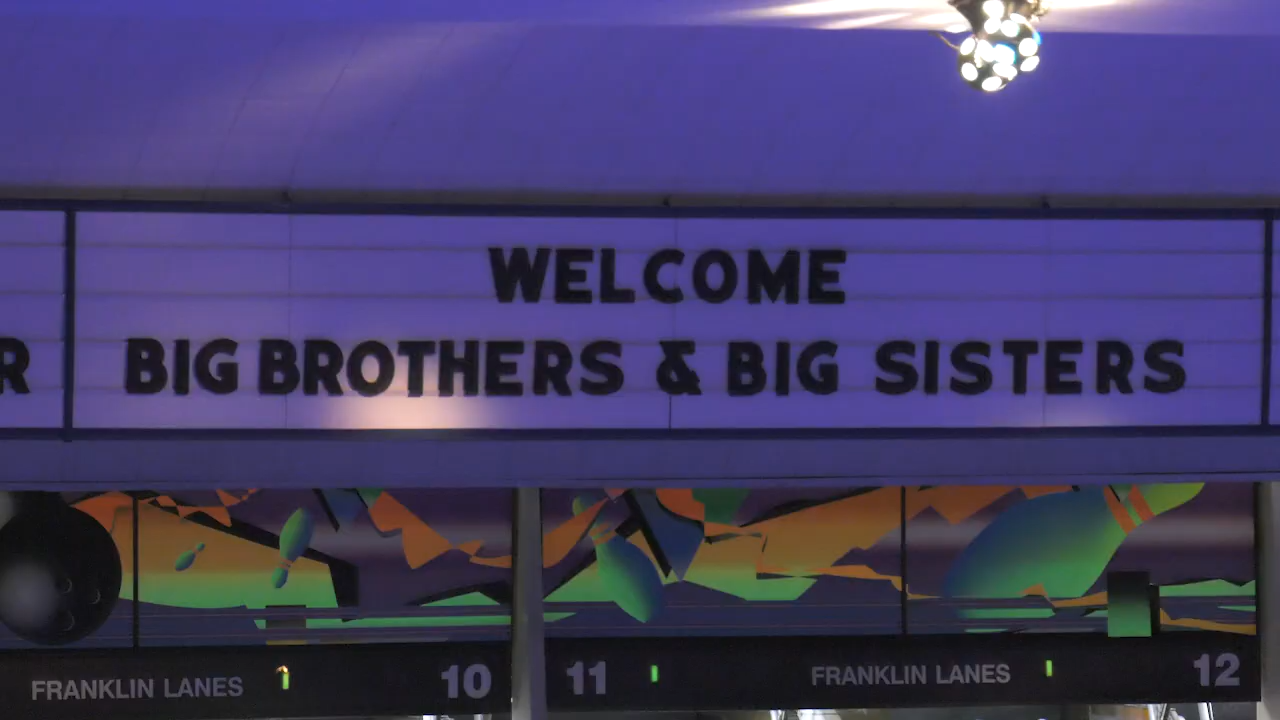 WELCOME
R BIG BROTHERS & BIG SISTERS
FRANKLIN LANES 10 11 FRANKLIN LANES 12